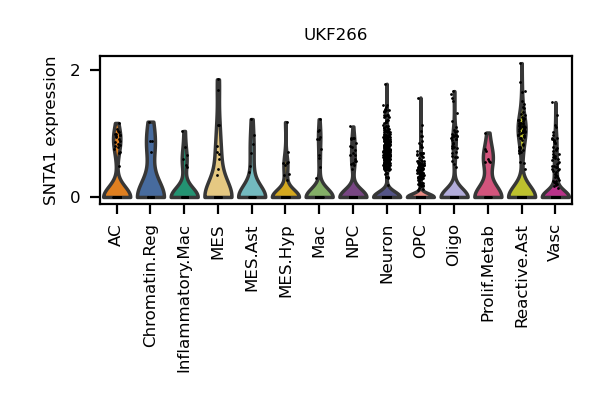 UKF266
SNTA1 expression
2
0
AC
Chromatin.Reg
Inflammatory.Mac
MES
MES.Ast
MES.Hyp
Mac
NPC
Neuron
OPC
Oligo
Prolif.Metab
Reactive.Ast
Vasc